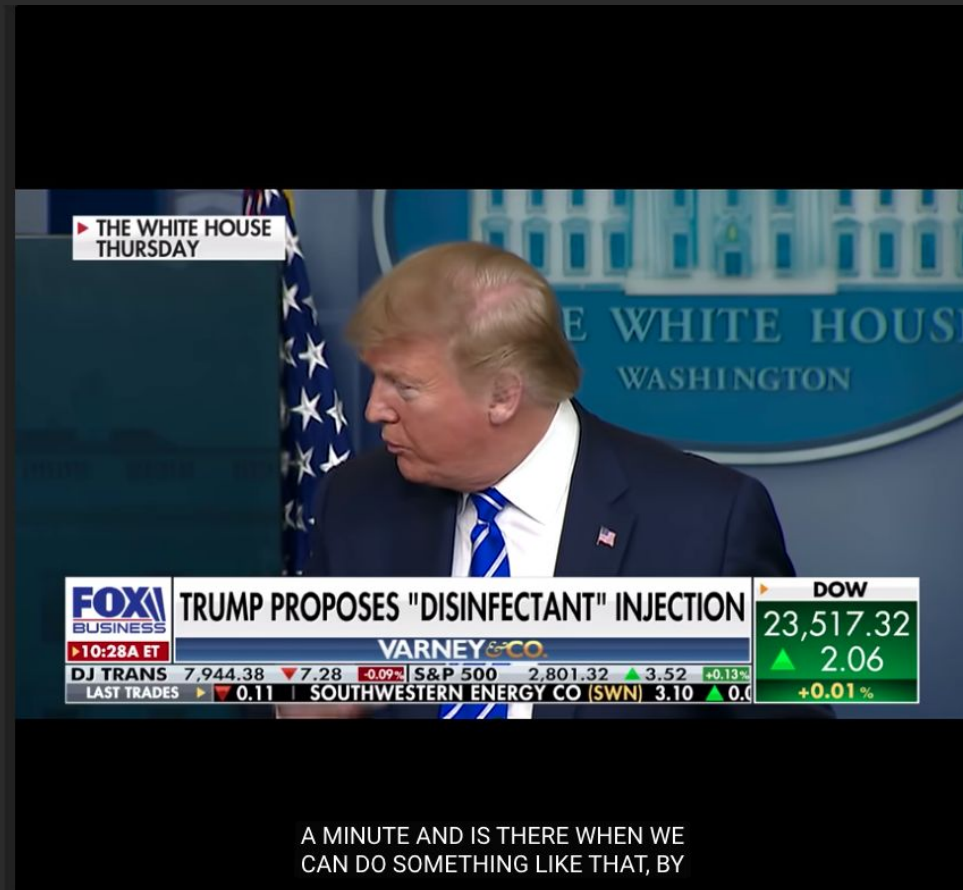 THE WHITE HOUSE
THURSDAY
E WHITE HOUS
WASHINGTON
FOX
BUSINESS
10:28A ET
TRUMP PROPOSES "DISINFECTANT" INJECTION
VARNEY & CO.
DOW
23,517.32
▲ 2.06
+0.01%
DJ TRANS 7,944.38 ▼7.28 -0.09% S&P 500 2,801.32 ▲3.52 +0.13%
LAST TRADES ▼0.11 | SOUTHWESTERN ENERGY CO (SWN) 3.10 ▲0.0
A MINUTE AND IS THERE WHEN WE
CAN DO SOMETHING LIKE THAT, BY